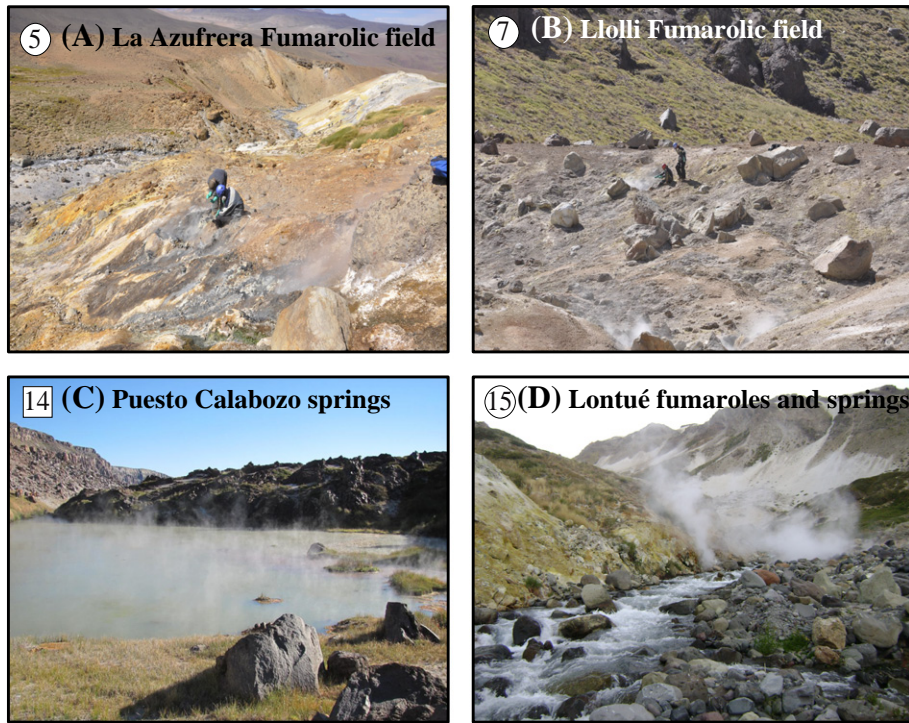 5 (A) La Azufrera Fumarolic field
7 (B) Llolli Fumarolic field
14 (C) Puesto Calabozo springs
15 (D) Lontué fumaroles and springs